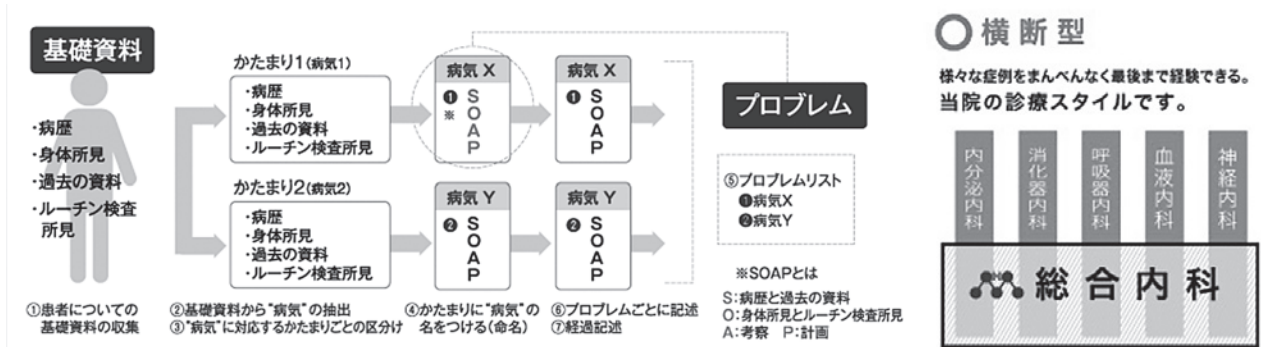 基礎資料
・病歴
・身体所見
・過去の資料
・ルーチン検査
所見
①患者についての
基礎資料の収集
かたまり1(病気1)
・病歴
・身体所見
・過去の資料
・ルーチン検査所見
かたまり2(病気2)
・病歴
・身体所見
・過去の資料
・ルーチン検査所見
②基礎資料から“病気”の抽出
③“病気”に対応するかたまりごとの区分け
病気 X
❶ S
※ O
A
P
病気 Y
❷ S
O
A
P
④かたまりに“病気”の
名をつける(命名)
病気 X
❶ S
O
A
P
病気 Y
❷ S
O
A
P
⑥プロブレムごとに記述
⑦経過記述
プロブレム
⑤プロブレムリスト
❶病気X
❷病気Y
※SOAPとは
S:病歴と過去の資料
O:身体所見とルーチン検査所見
A:考察 P:計画
横断型
様々な症例をまんべんなく最後まで経験できる。
当院の診療スタイルです。
内分泌内科
消化器内科
呼吸器内科
血液内科
神経内科
総合内科